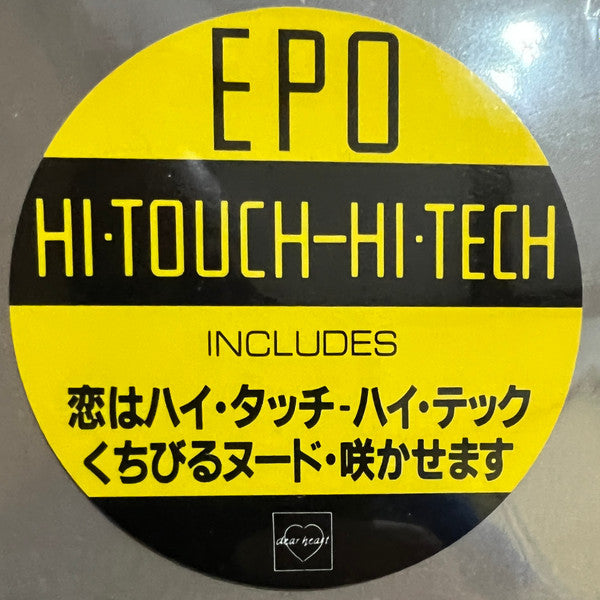 EPO
HI·TOUCH-HI·TECH
INCLUDES
恋はハイ・タッチ-ハイ・テック
くちびるヌード・咲かせます
dear heart